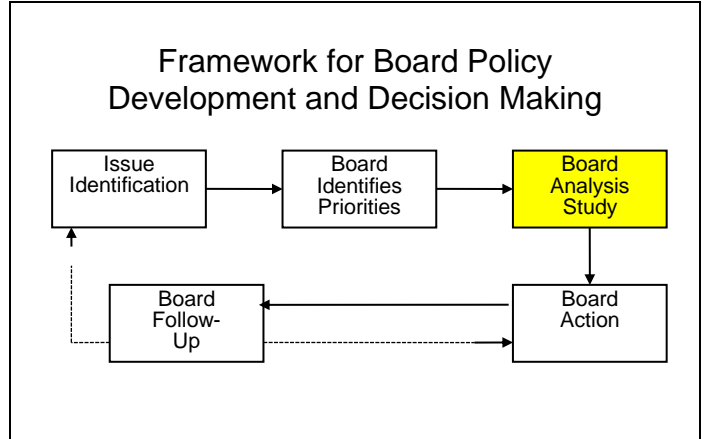 Framework for Board Policy
Development and Decision Making
Issue
Identification
Board
Identifies
Priorities
Board
Analysis
Study
Board
Follow-
Up
Board
Action